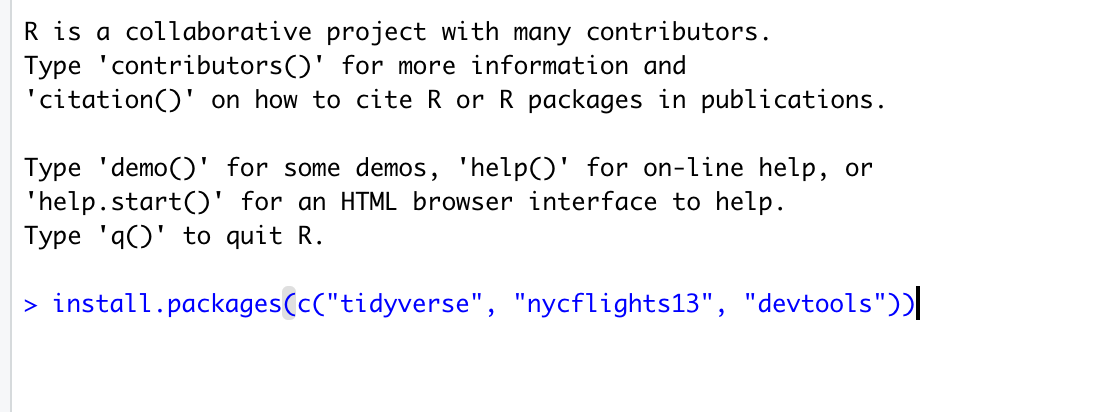 R is a collaborative project with many contributors.
Type 'contributors()' for more information and
'citation()' on how to cite R or R packages in publications.
Type 'demo()' for some demos, 'help()' for on-line help, or
'help.start()' for an HTML browser interface to help.
Type 'q()' to quit R.
> install.packages(c("tidyverse", "nycflights13", "devtools"))